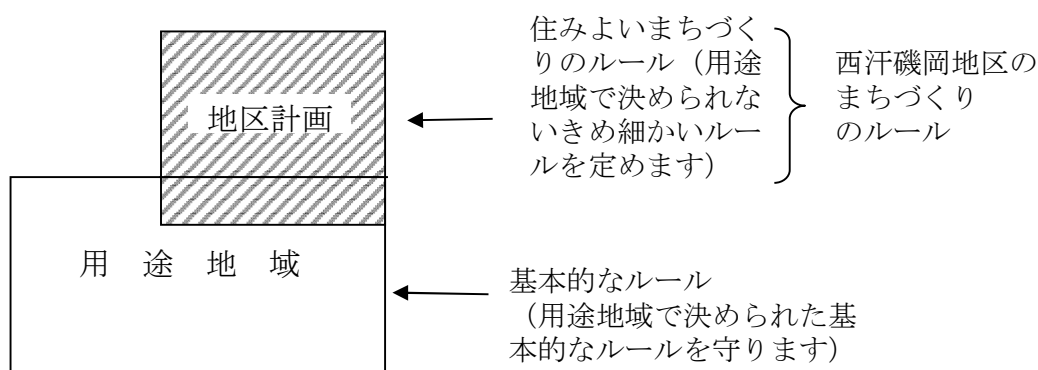 住みよいまちづく
りのルール（用途
地域で決められな
いきめ細かいルー
ルを定めます）
西汗磯岡地区の
まちづくり
のルール
地区計画
用　途　地　域
基本的なルール
（用途地域で決められた基
本的なルールを守ります）